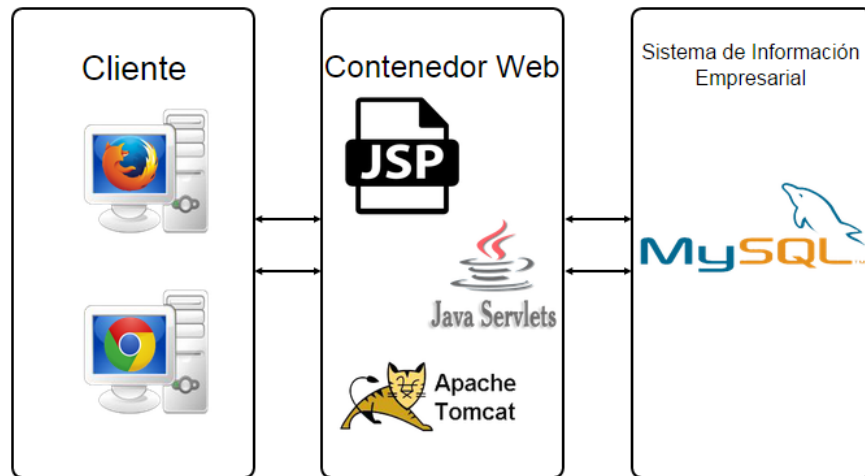 Cliente
Contenedor Web
JSP
Java Servlets
Apache
Tomcat
Sistema de Información
Empresarial
MySQL